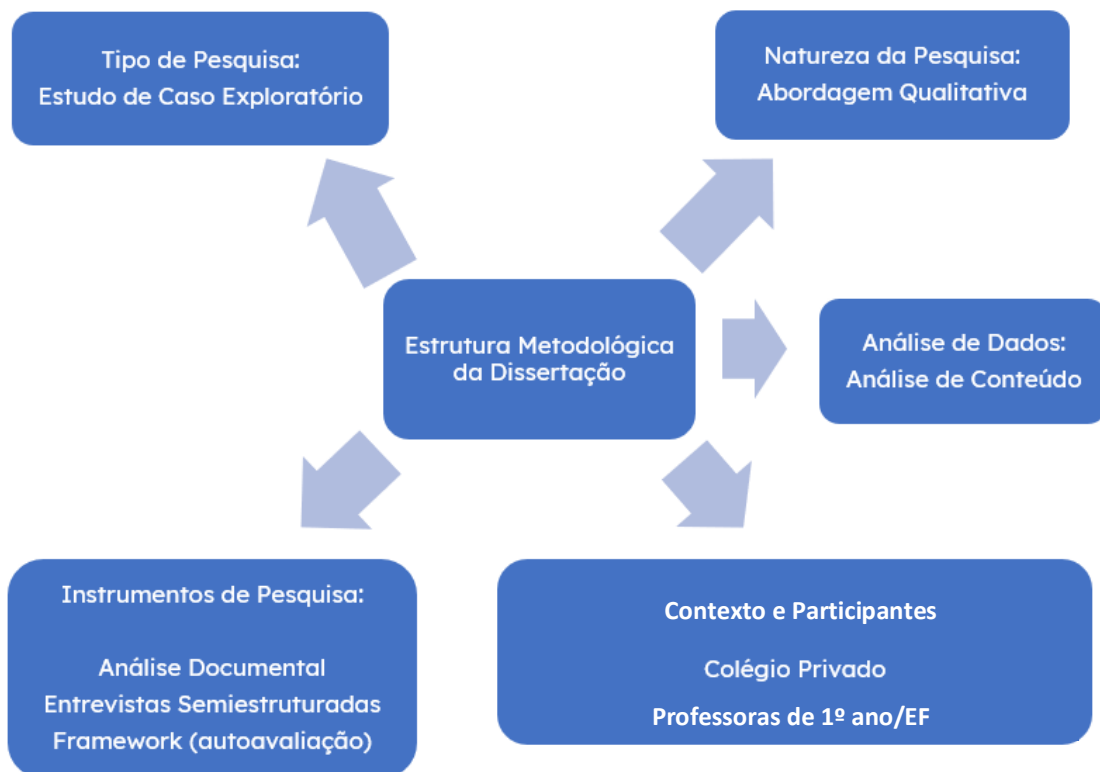 Tipo de Pesquisa:
Estudo de Caso Exploratório
Natureza da Pesquisa:
Abordagem Qualitativa
Estrutura Metodológica
da Dissertação
Análise de Dados:
Análise de Conteúdo
Instrumentos de Pesquisa:
Análise Documental
Entrevistas Semiestruturadas
Framework (autoavaliação)
Contexto e Participantes
Colégio Privado
Professoras de 1º ano/EF